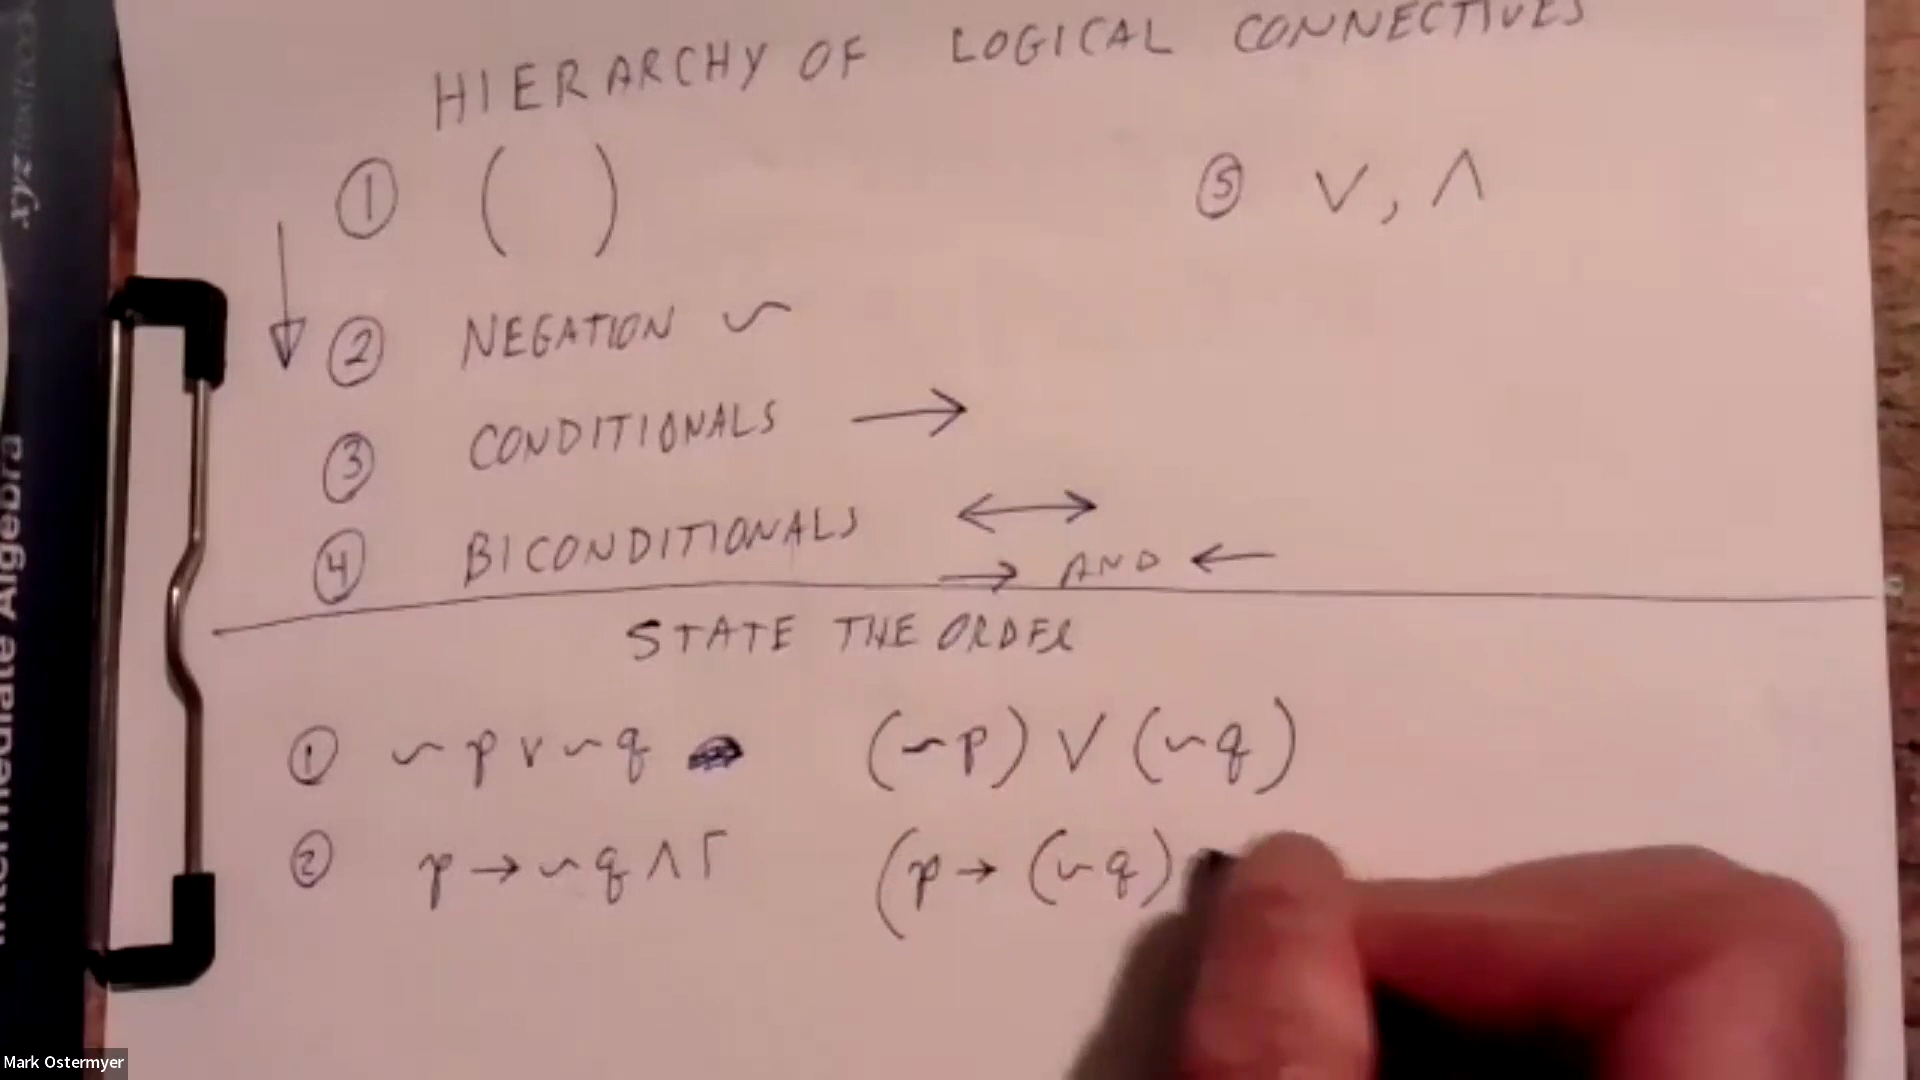 HIERARCHY OF LOGICAL CONNECTIVES
① ( )
② NEGATION ~
③ CONDITIONALS →
④ BICONDITIONALS ↔
→ AND ←
⑤ ∨, ∧
STATE THE ORDER
① ~p∨~q (~p) ∨ (~q)
② p→~q∧r (p→(~q)
xyz
Intermediate Algebra
Mark Ostermyer